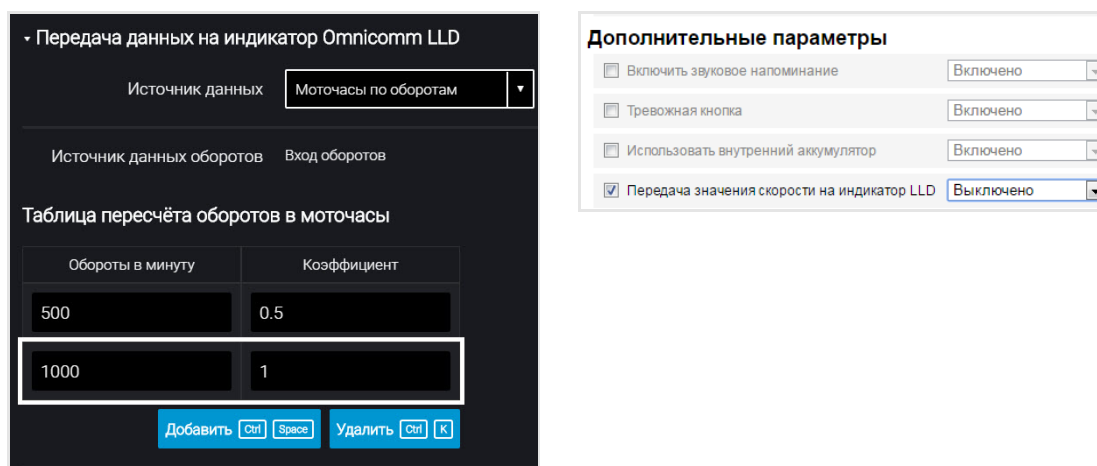 Передача данных на индикатор Omnicomm LLD
Источник данных Моточасы по оборотам
Источник данных оборотов Вход оборотов
Таблица пересчёта оборотов в моточасы
Обороты в минуту Коэффициент
500 0.5
1000 1
Добавить Ctrl Space Удалить Ctrl K
Дополнительные параметры
Включить звуковое напоминание Включено
Тревожная кнопка Включено
Использовать внутренний аккумулятор Включено
Передача значения скорости на индикатор LLD Выключено